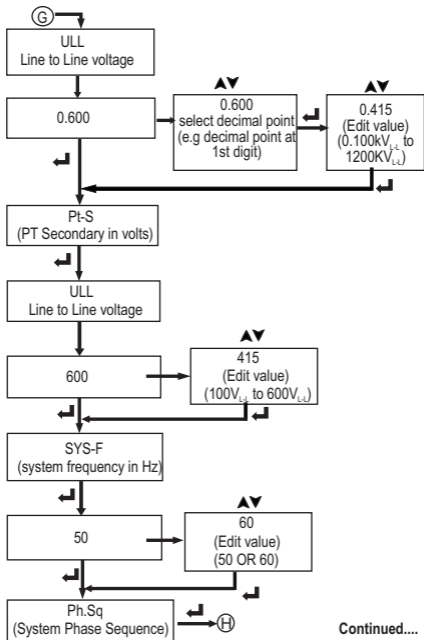 G
ULL
Line to Line voltage
0.600
0.600
select decimal point
(e.g decimal point at
1st digit)
0.415
(Edit value)
(0.100kVL-L to
1200KVL-L)
Pt-S
(PT Secondary in volts)
ULL
Line to Line voltage
600
415
(Edit value)
(100VL-L to 600VL-L)
SYS-F
(system frequency in Hz)
50
60
(Edit value)
(50 OR 60)
Ph.Sq
(System Phase Sequence)
H
Continued....